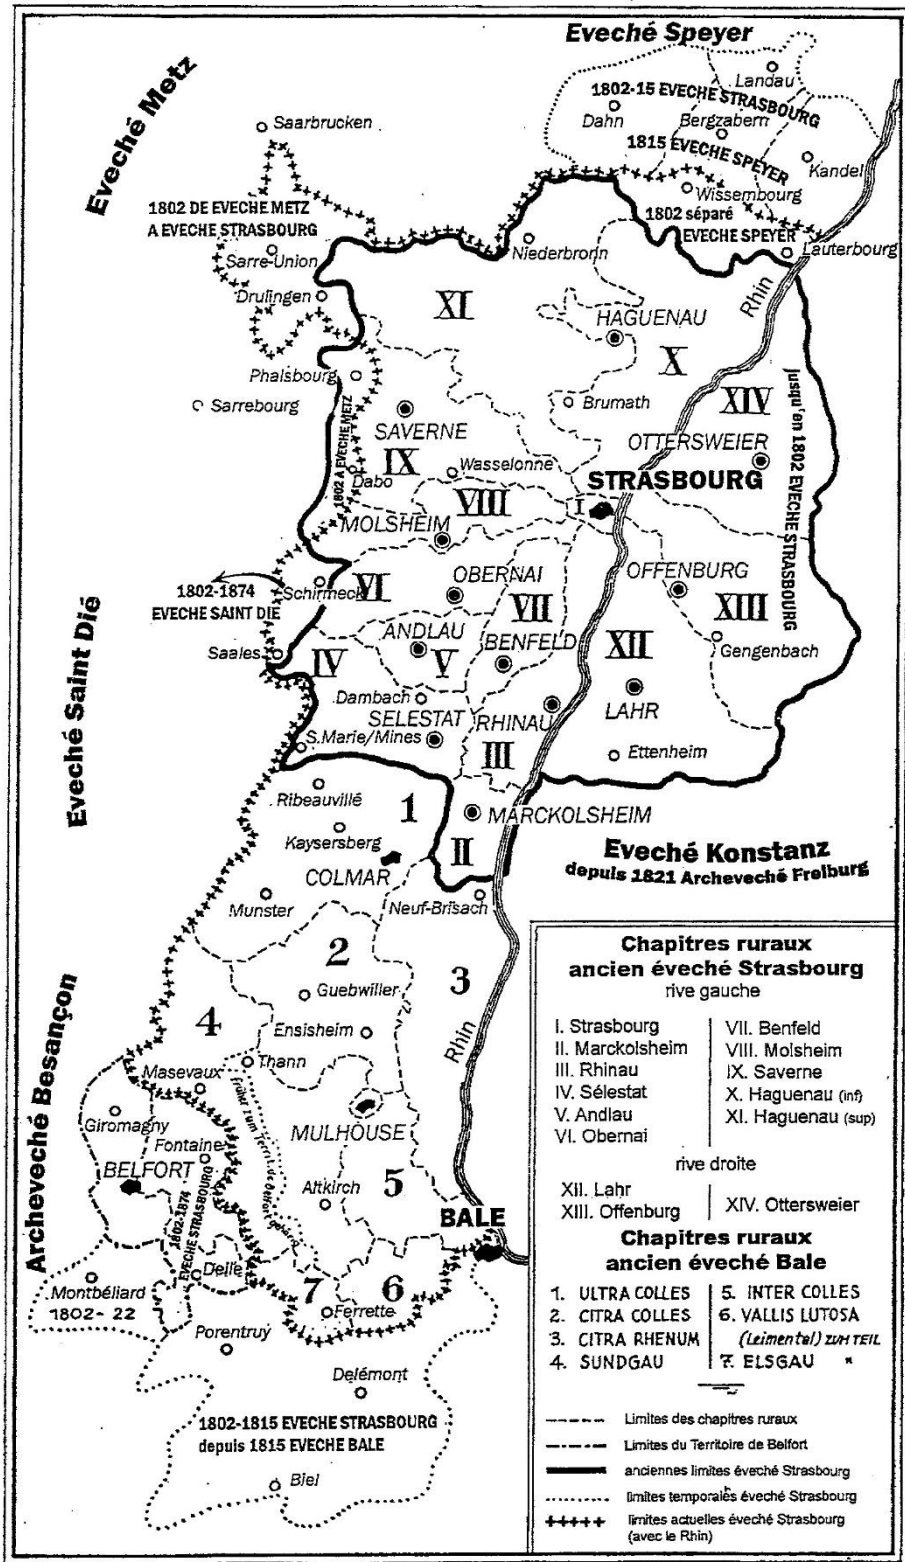 Eveché Speyer
Landau
1802-15 EVECHE STRASBOURG
Dahn
Bergzabern
Eveché Metz
Saarbrucken
1815 EVECHE SPEYER
Kandel
Wissembourg
1802 DE EVECHE METZ
A EVECHE STRASBOURG
1802 séparé
EVECHE SPEYER
Sarre-Union
Niederbronn
Lauterbourg
Drulingen
Rhin
XI
HAGUENAU
X
Phalsbourg
Sarrebourg
Brumath
XIV
jusqu'en 1802 EVECHE STRASBOURG
SAVERNE
OTTERSWEIER
IX
1802 A EVECHE METZ
Dabo
Wasselonne
STRASBOURG
VIII
I
MOLSHEIM
1802-1874
EVECHE SAINT DIE
Schirmeck
VI
OBERNAI
OFFENBURG
VII
XIII
ANDLAU
BENFELD
Gengenbach
Saales
IV
V
XII
Eveché Saint Dié
Dambach
LAHR
SELESTAT
RHINAU
S.Marie/Mines
III
Ettenheim
Ribeauvillé
1
MARCKOLSHEIM
Kaysersberg
II
COLMAR
Eveché Konstanz
depuis 1821 Archeveché Freiburg
Munster
Neuf-Brisach
2
3
Guebwiller
4
Ensisheim
Rhin
Archeveché Besançon
Thann
Masevaux
früher zum Territ. de Belfort gehörend
Giromagny
MULHOUSE
Fontaine
BELFORT
Altkirch
5
1802-1874
EVECHE STRASBOURG
BALE
Delle
Montbéliard
1802-22
7
6
Ferrette
Porentruy
Delémont
1802-1815 EVECHE STRASBOURG
depuis 1815 EVECHE BALE
Biel
Chapitres ruraux
ancien éveché Strasbourg
rive gauche
I. Strasbourg
II. Marckolsheim
III. Rhinau
IV. Sélestat
V. Andlau
VI. Obernai
VII. Benfeld
VIII. Molsheim
IX. Saverne
X. Haguenau (inf)
XI. Haguenau (sup)
rive droite
XII. Lahr
XIII. Offenburg
XIV. Ottersweier
Chapitres ruraux
ancien éveché Bale
1. ULTRA COLLES
2. CITRA COLLES
3. CITRA RHENUM
4. SUNDGAU
5. INTER COLLES
6. VALLIS LUTOSA
(Leimental) ZUM TEIL
7. ELSGAU "
Limites des chapitres ruraux
Limites du Territoire de Belfort
anciennes limites éveché Strasbourg
limites temporales éveché Strasbourg
limites actuelles éveché Strasbourg
(avec le Rhin)